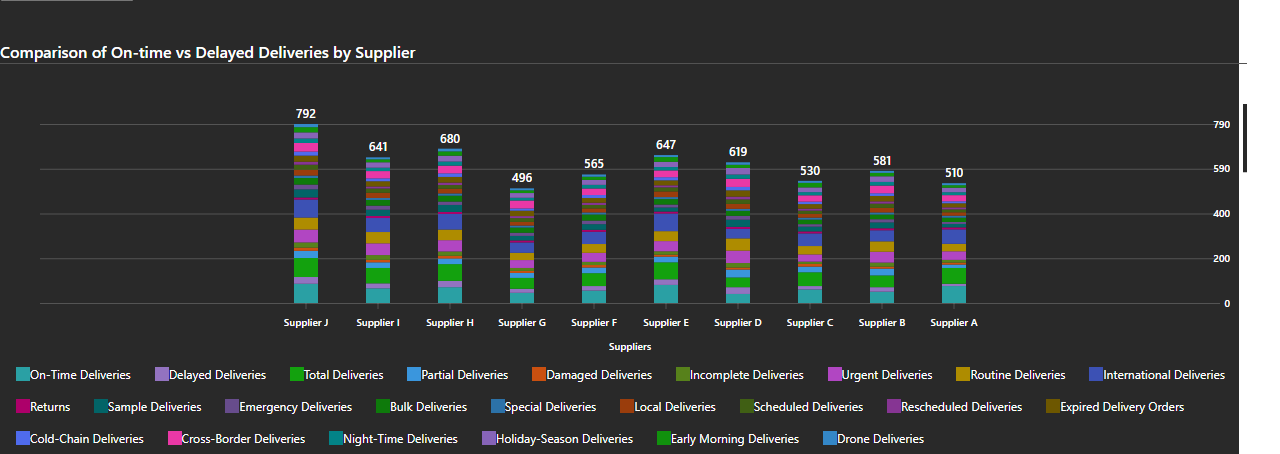 Comparison of On-time vs Delayed Deliveries by Supplier
792
641
680
496
565
647
619
530
581
510
790
590
400
200
0
Supplier J Supplier I Supplier H Supplier G Supplier F Supplier E Supplier D Supplier C Supplier B Supplier A
Suppliers
On-Time Deliveries Delayed Deliveries Total Deliveries Partial Deliveries Damaged Deliveries Incomplete Deliveries Urgent Deliveries Routine Deliveries International Deliveries
Returns Sample Deliveries Emergency Deliveries Bulk Deliveries Special Deliveries Local Deliveries Scheduled Deliveries Rescheduled Deliveries Expired Delivery Orders
Cold-Chain Deliveries Cross-Border Deliveries Night-Time Deliveries Holiday-Season Deliveries Early Morning Deliveries Drone Deliveries